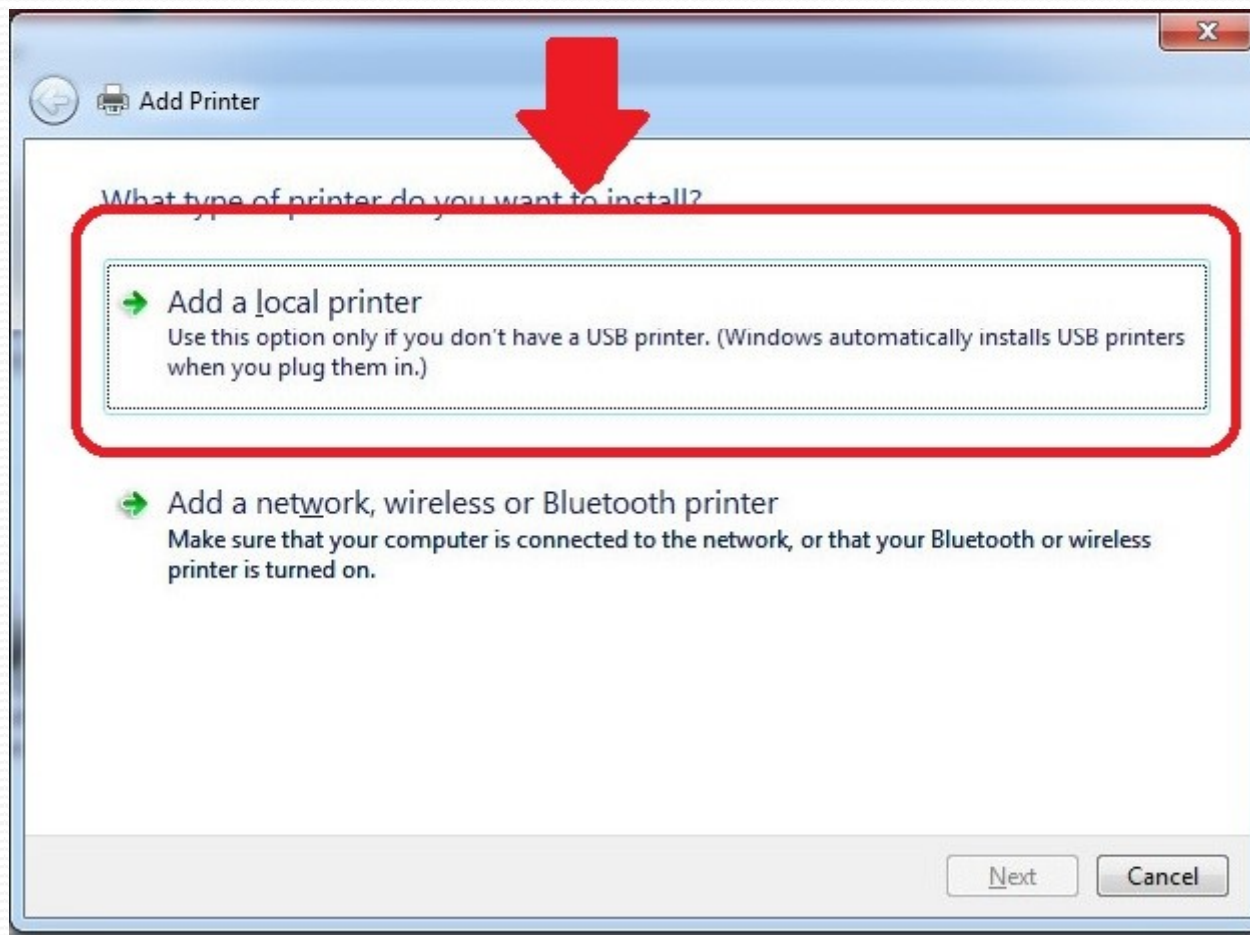 Add Printer
What type of printer do you want to install?
Add a local printer
Use this option only if you don't have a USB printer. (Windows automatically installs USB printers
when you plug them in.)
Add a network, wireless or Bluetooth printer
Make sure that your computer is connected to the network, or that your Bluetooth or wireless
printer is turned on.
Next
Cancel